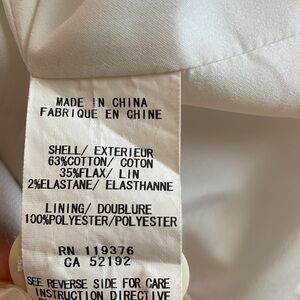 MADE IN CHINA
FABRIQUE EN CHINE
SHELL/ EXTERIEUR
63%COTTON/ COTON
35%FLAX/ LIN
2%ELASTANE/ ELASTHANNE
LINING/ DOUBLURE
100%POLYESTER/POLYESTER
RN 119376
CA 52192
SEE REVERSE SIDE FOR CARE
INSTRUCTION DIRECTIVE